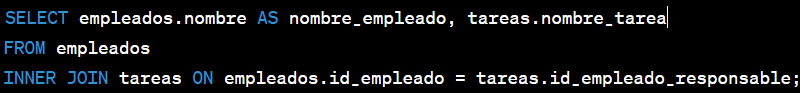 SELECT empleados.nombre AS nombre_empleado, tareas.nombre_tarea
FROM empleados
INNER JOIN tareas ON empleados.id_empleado = tareas.id_empleado_responsable;